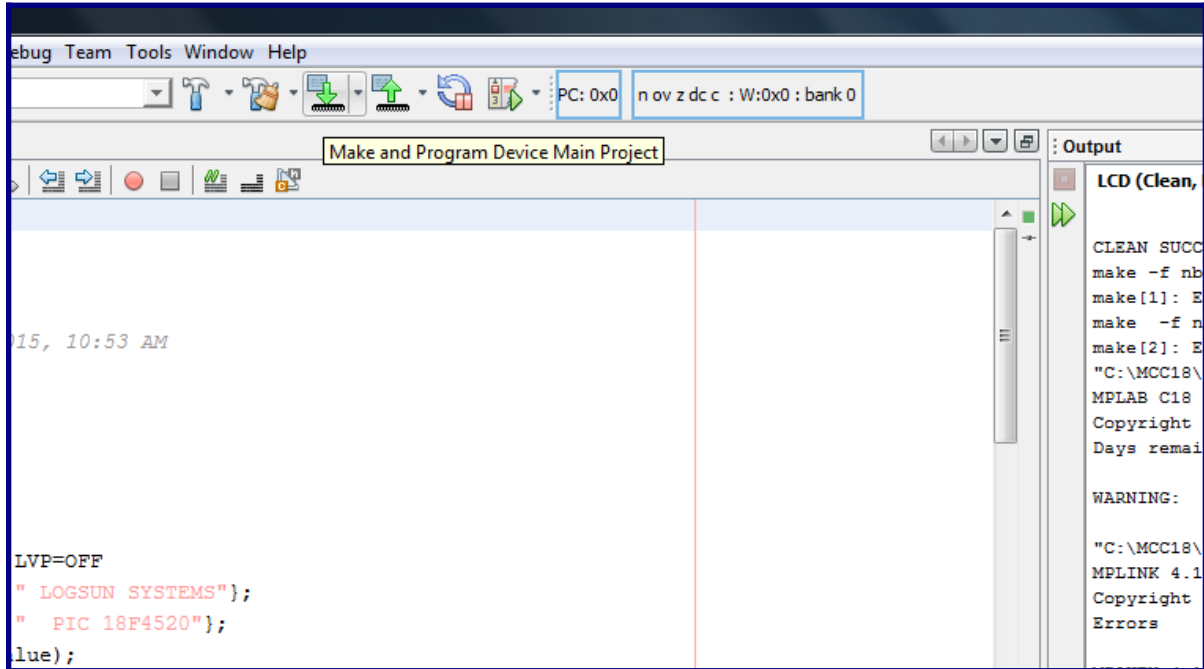 ebug Team Tools Window Help
PC: 0x0 n ov z dc c : W:0x0 : bank 0
Make and Program Device Main Project
Output
LCD (Clean,
CLEAN SUCC
make -f nb
make[1]: E
make -f n
015, 10:53 AM
make[2]: E
"C:\MCC18\
MPLAB C18
Copyright
Days remai
WARNING:
LVP=OFF
"C:\MCC18\
" LOGSUN SYSTEMS"};
MPLINK 4.1
Copyright
" PIC 18F4520"};
Errors
alue);